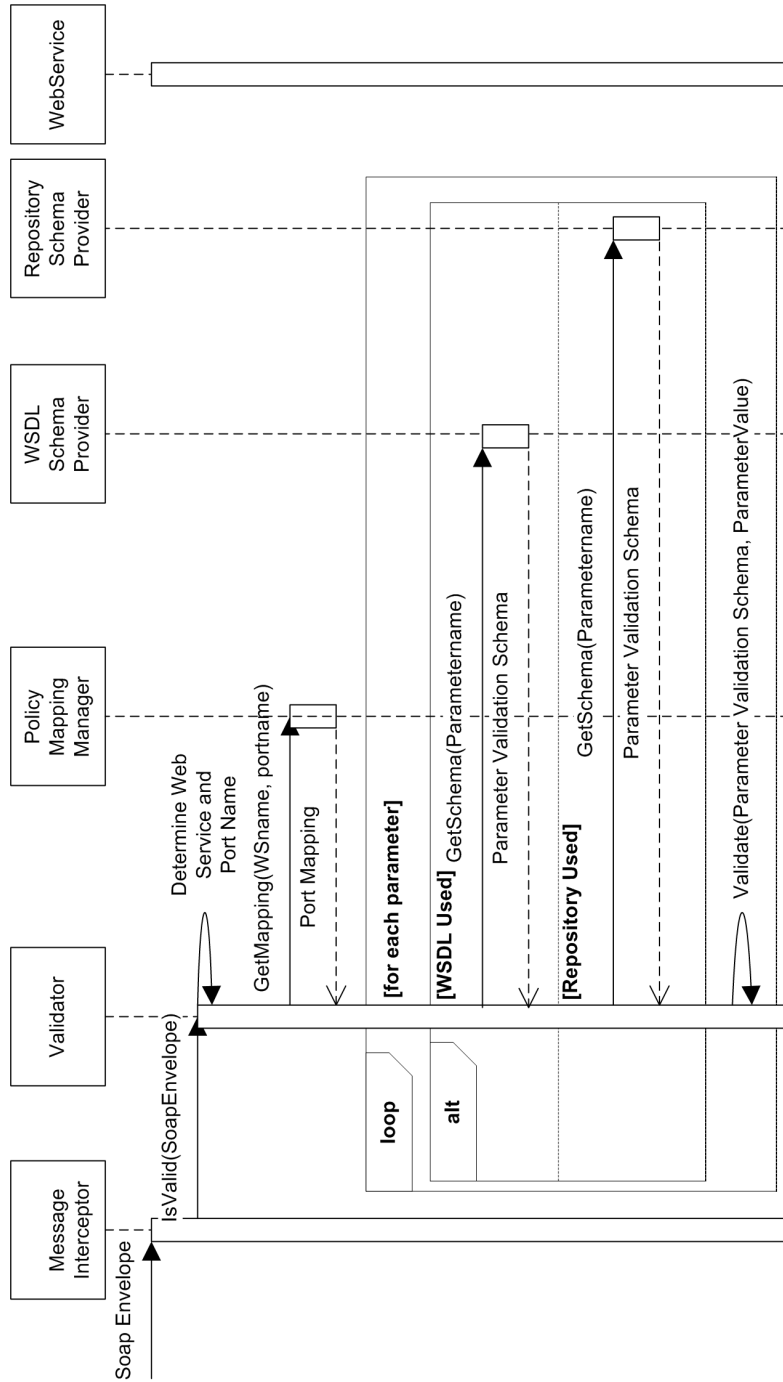 Message
Interceptor
Validator
Policy
Mapping
Manager
WSDL
Schema
Provider
Repository
Schema
Provider
WebService
Soap Envelope
IsValid(SoapEnvelope)
Determine Web
Service and
Port Name
GetMapping(WSname, portname)
Port Mapping
loop
[for each parameter]
alt
[WSDL Used]
GetSchema(Parametername)
Parameter Validation Schema
[Repository Used]
GetSchema(Parametername)
Parameter Validation Schema
Validate(Parameter Validation Schema, ParameterValue)